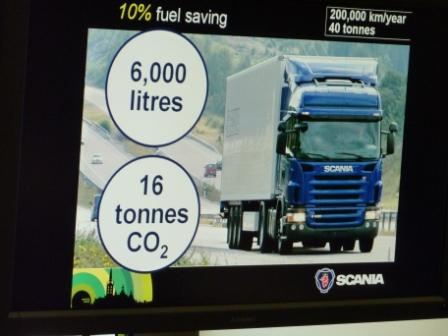 10% fuel saving
200,000 km/year
40 tonnes
6,000
litres
SCANIA
16
tonnes
CO₂
SCANIA